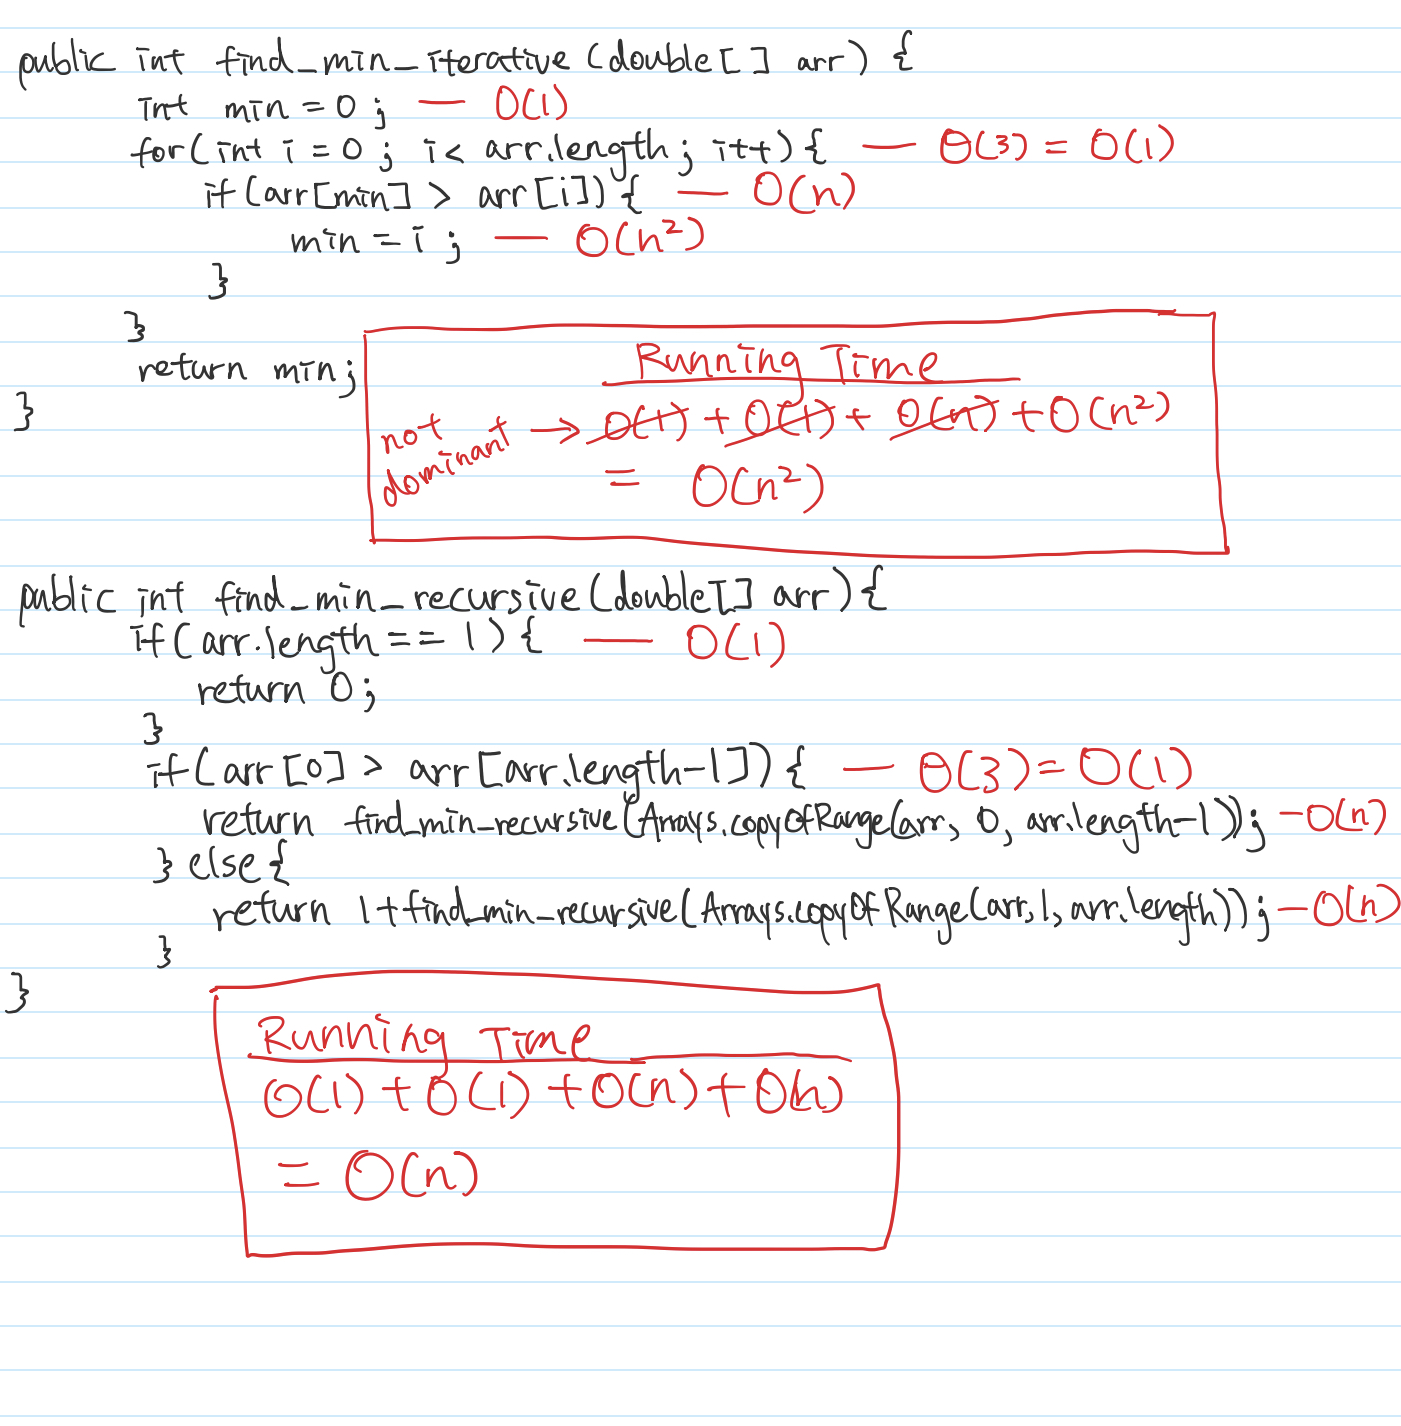 public int find_min_iterative (double[] arr) {
int min = 0 ; — O(1)
for(int i = 0 ; i < arr.length ; i++) { — Θ(3) = O(1)
if (arr[min] > arr[i]) { — O(n)
min = i ; — O(n²)
}
}
return min;
}
Running Time
not dominant → O(1) + O(1) + O(n) + O(n²)
= O(n²)
public int find_min_recursive (double[] arr) {
if( arr.length == 1 ) { — O(1)
return 0;
}
if( arr[0] > arr[arr.length-1]) { — Θ(3) = O(1)
return find_min_recursive(Arrays.copyOfRange(arr, 0, arr.length-1)); — O(n)
} else {
return 1+find_min_recursive(Arrays.copyOfRange(arr,1,arr.length)); — O(n)
}
}
Running Time
O(1) + O(1) + O(n) + O(n)
= O(n)